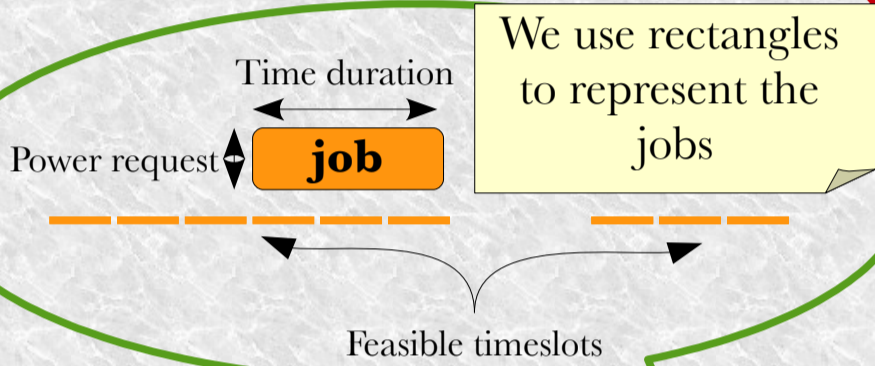 We use rectangles
to represent the
jobs
Time duration
Power request
job
Feasible timeslots